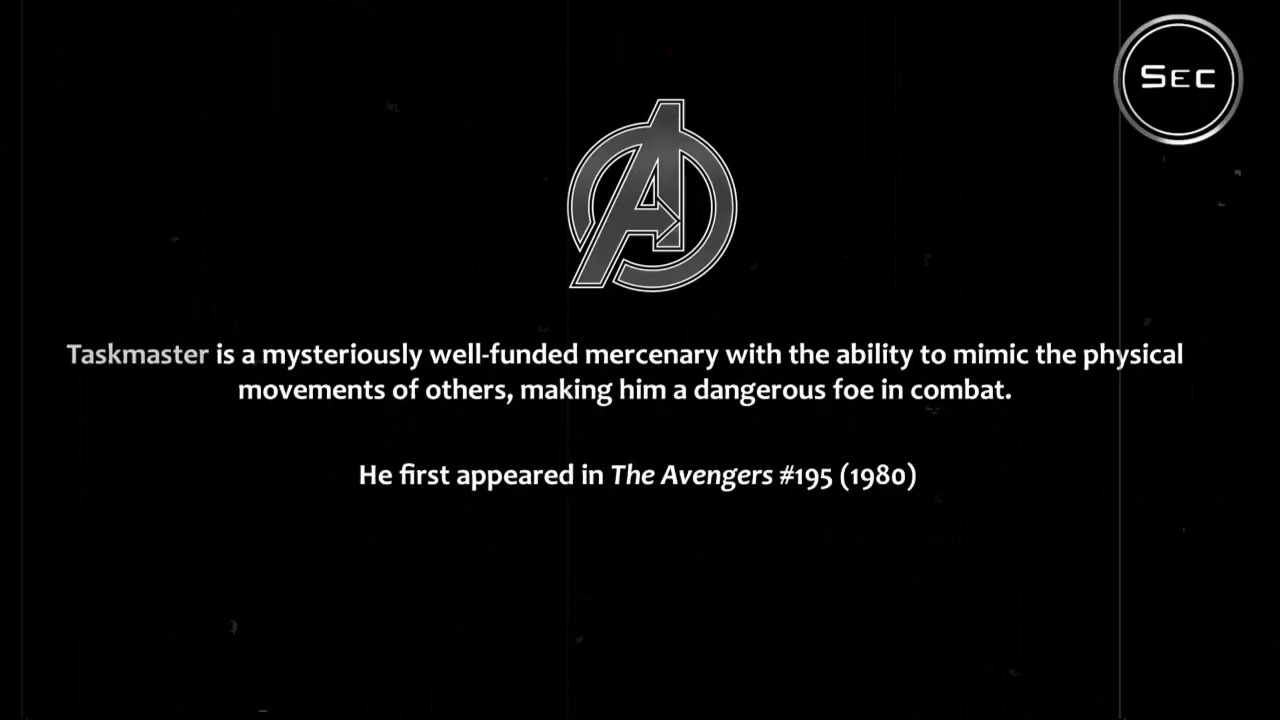 Sec
Taskmaster is a mysteriously well-funded mercenary with the ability to mimic the physical
movements of others, making him a dangerous foe in combat.
He first appeared in The Avengers #195 (1980)